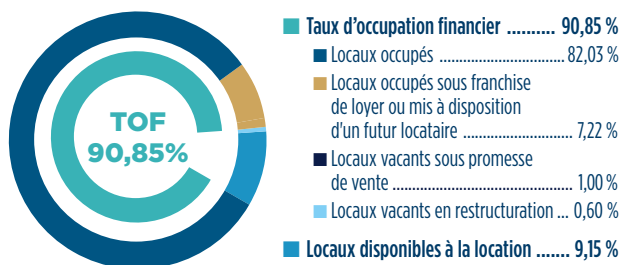 TOF
90,85%
Taux d'occupation financier .......... 90,85 %
Locaux occupés .............................. 82,03 %
Locaux occupés sous franchise
de loyer ou mis à disposition
d'un futur locataire .......................... 7,22 %
Locaux vacants sous promesse
de vente ........................................... 1,00 %
Locaux vacants en restructuration ... 0,60 %
Locaux disponibles à la location ....... 9,15 %